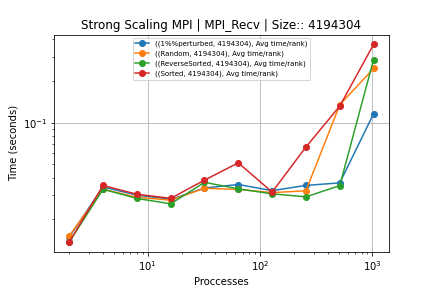 Strong Scaling MPI | MPI_Recv | Size:: 4194304
((1%%perturbed, 4194304), Avg time/rank)
((Random, 4194304), Avg time/rank)
((ReverseSorted, 4194304), Avg time/rank)
((Sorted, 4194304), Avg time/rank)
Time (seconds)
10⁻¹
10¹ 10² 10³
Proccesses